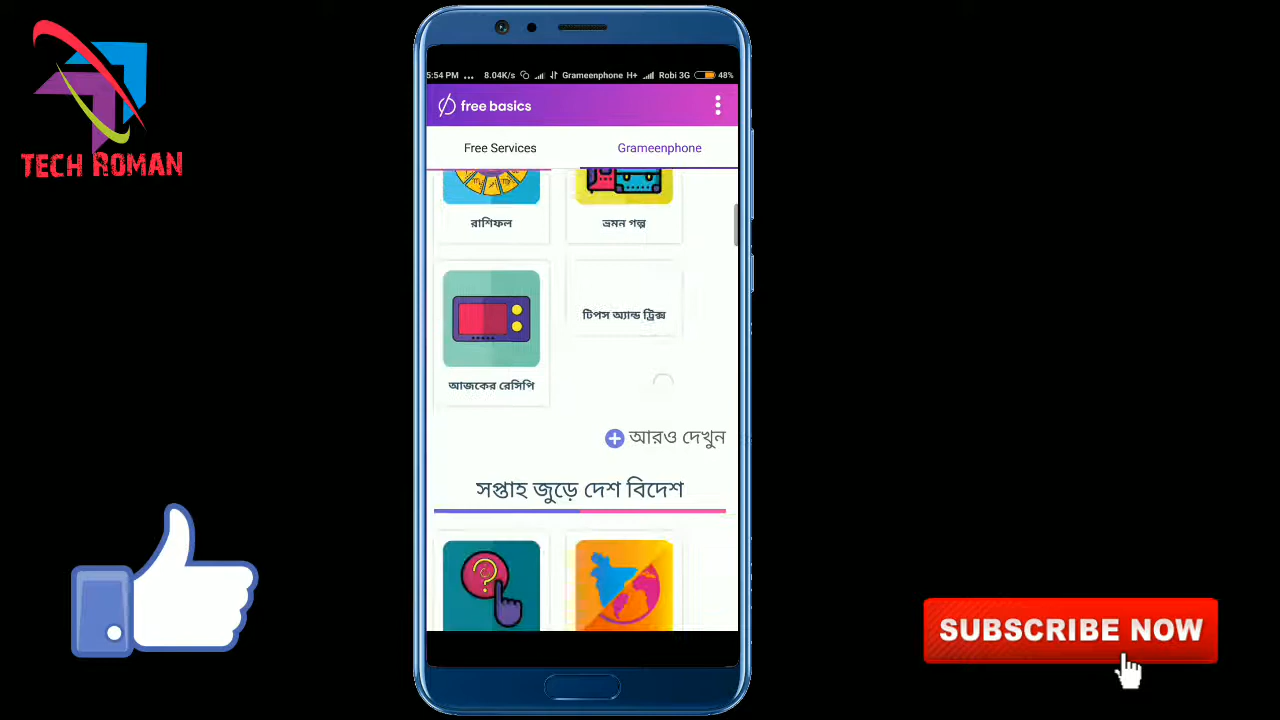 TECH ROMAN
5:54 PM ... 8.04K/s Grameenphone H+ Robi 3G 48%
free basics
Free Services Grameenphone
রাশিফল ভ্রমন গল্প
টিপস অ্যান্ড ট্রিক্স
আজকের রেসিপি
আরও দেখুন
সপ্তাহ জুড়ে দেশ বিদেশ
SUBSCRIBE NOW